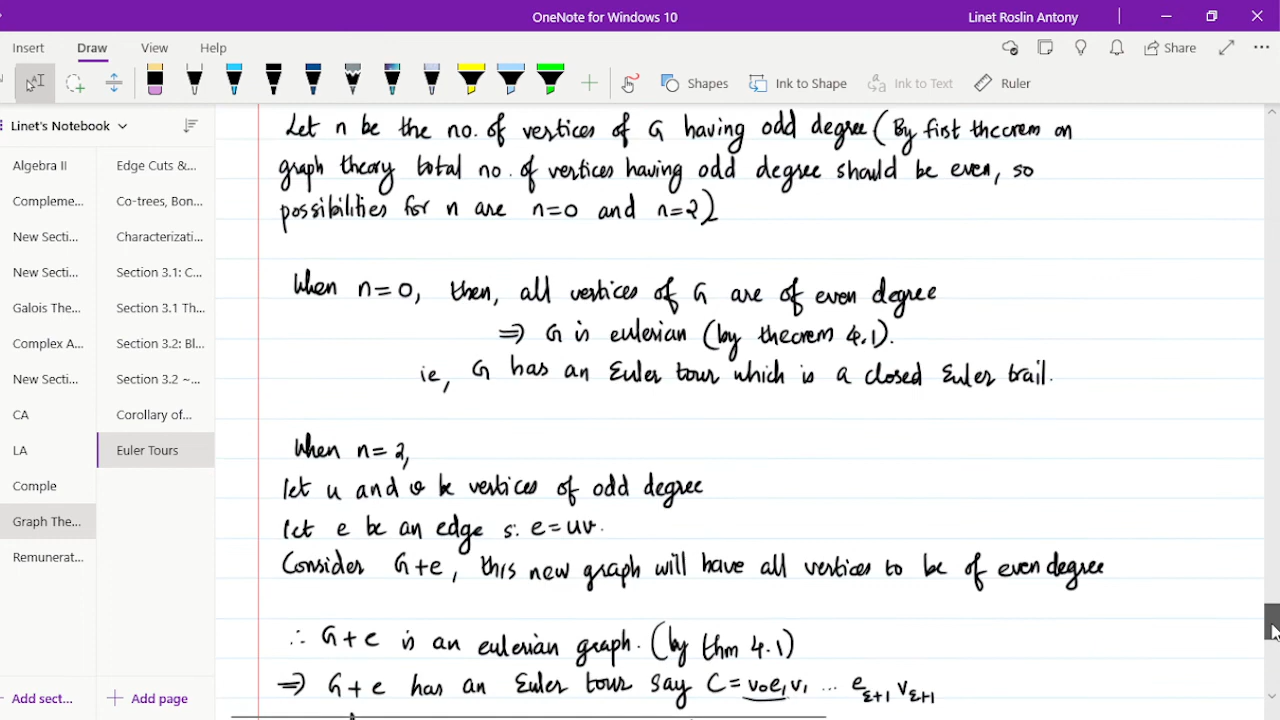 OneNote for Windows 10
Linet Roslin Antony
Insert
Draw
View
Help
Share
Shapes
Ink to Shape
Ink to Text
Ruler
Linet's Notebook
Algebra II
Compleme...
New Secti...
New Secti...
Galois The...
Complex A...
New Secti...
CA
LA
Comple
Graph The...
Remunerat...
Add sect...
Edge Cuts &...
Co-trees, Bon...
Characterizati...
Section 3.1: C...
Section 3.1 Th...
Section 3.2: Bl...
Section 3.2 ~...
Corollary of...
Euler Tours
Add page
Let n be the no. of vertices of G having odd degree (By fist theorem on
graph theory total no. of vertices having odd degree should be even, so
possibilities for n are n=0 and n=2)
When n=0, then, all vertices of G are of even degree
⇒ G is eulerian (by theorem 4.1).
ie, G has an Euler tour which is a closed Euler trail.
When n=2,
let u and v be vertices of odd degree
let e be an edge s: e=uv.
Consider G+e, this new graph will have all vertices to be of even degree
∴ G+e is an eulerian graph. (by thm 4.1)
⇒ G+e has an Euler tour say C = v₀e₁v₁ ... e_{ε+1} v_{ε+1}